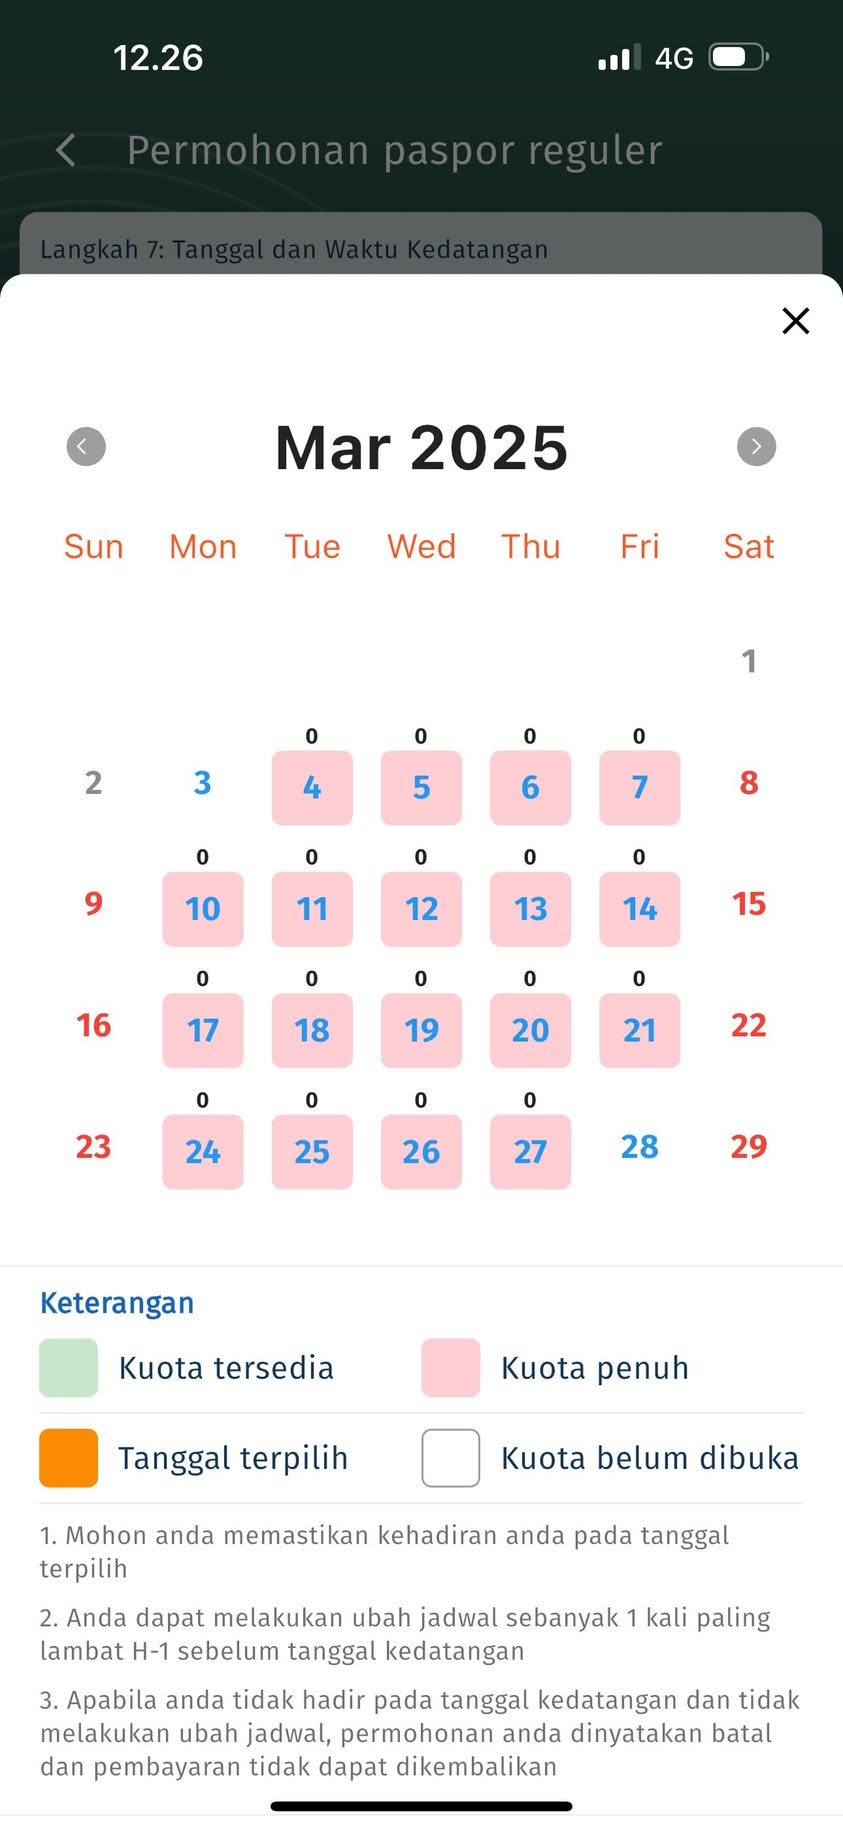 12.26
4G
Permohonan paspor reguler
Langkah 7: Tanggal dan Waktu Kedatangan
Mar 2025
Sun Mon Tue Wed Thu Fri Sat
1
0 0 0 0
2 3 4 5 6 7 8
0 0 0 0 0
9 10 11 12 13 14 15
0 0 0 0 0
16 17 18 19 20 21 22
0 0 0 0
23 24 25 26 27 28 29
Keterangan
Kuota tersedia Kuota penuh
Tanggal terpilih Kuota belum dibuka
1. Mohon anda memastikan kehadiran anda pada tanggal
terpilih
2. Anda dapat melakukan ubah jadwal sebanyak 1 kali paling
lambat H-1 sebelum tanggal kedatangan
3. Apabila anda tidak hadir pada tanggal kedatangan dan tidak
melakukan ubah jadwal, permohonan anda dinyatakan batal
dan pembayaran tidak dapat dikembalikan